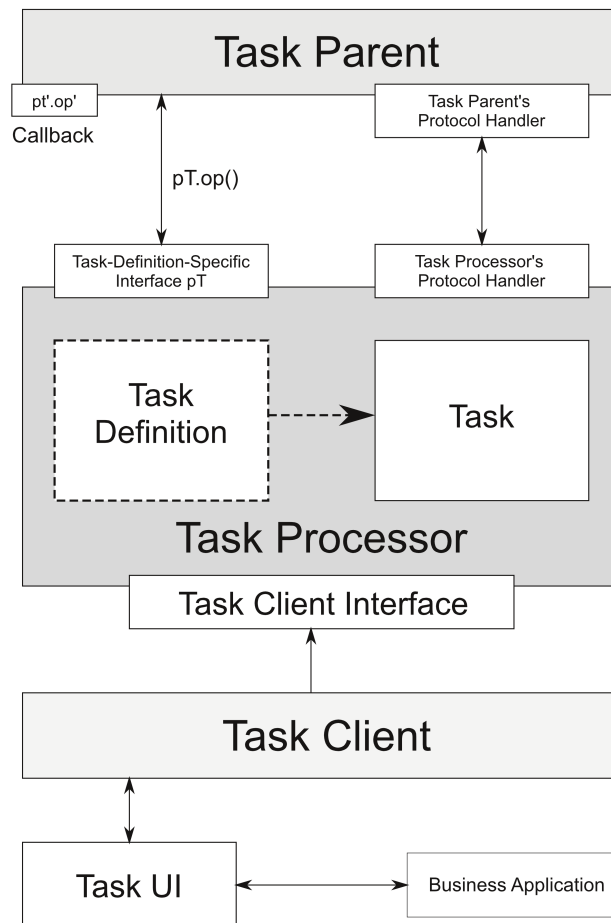 Task Parent
pt'.op'
Callback
Task Parent's
Protocol Handler
pT.op()
Task-Definition-Specific
Interface pT
Task Processor's
Protocol Handler
Task
Definition
Task
Task Processor
Task Client Interface
Task Client
Task UI
Business Application